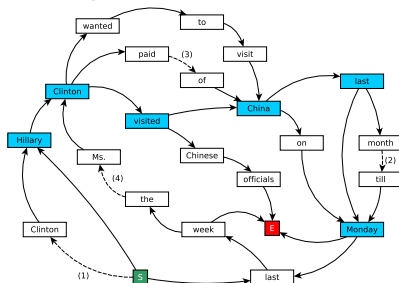 wanted
to
paid
(3)
of
visit
Clinton
last
China
visited
on
month
Hillary
Chinese
(2)
Ms.
till
(4)
officials
the
Clinton
week
E
Monday
(1)
S
last